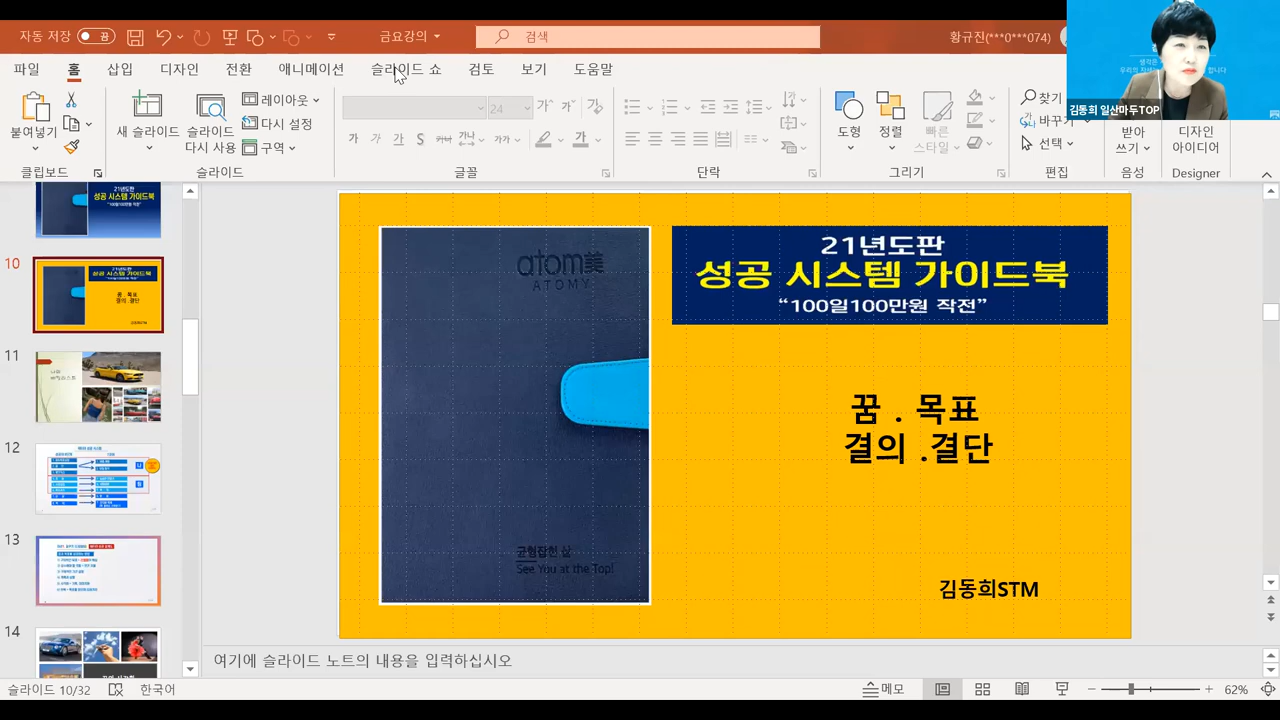 자동 저장 끔
금요강의
검색
황규진(***0***074)
파일 홈 삽입 디자인 전환 애니메이션 슬라이드 쇼 검토 보기 도움말
붙여넣기
새 슬라이드
슬라이드 다시 사용
레이아웃
다시 설정
구역
24
도형
정렬
빠른 스타일
찾기
바꾸기
선택
받아쓰기
디자인 아이디어
클립보드
슬라이드
글꼴
단락
그리기
편집
음성
Designer
김동희 일산마두TOP
10
11
12
13
14
atom美
ATOMY
균형잡힌 삶
See You at the Top!
21년도판
성공 시스템 가이드북
“100일100만원 작전”
꿈 . 목표
결의 .결단
김동희STM
여기에 슬라이드 노트의 내용을 입력하십시오
슬라이드 10/32
한국어
메모
62%